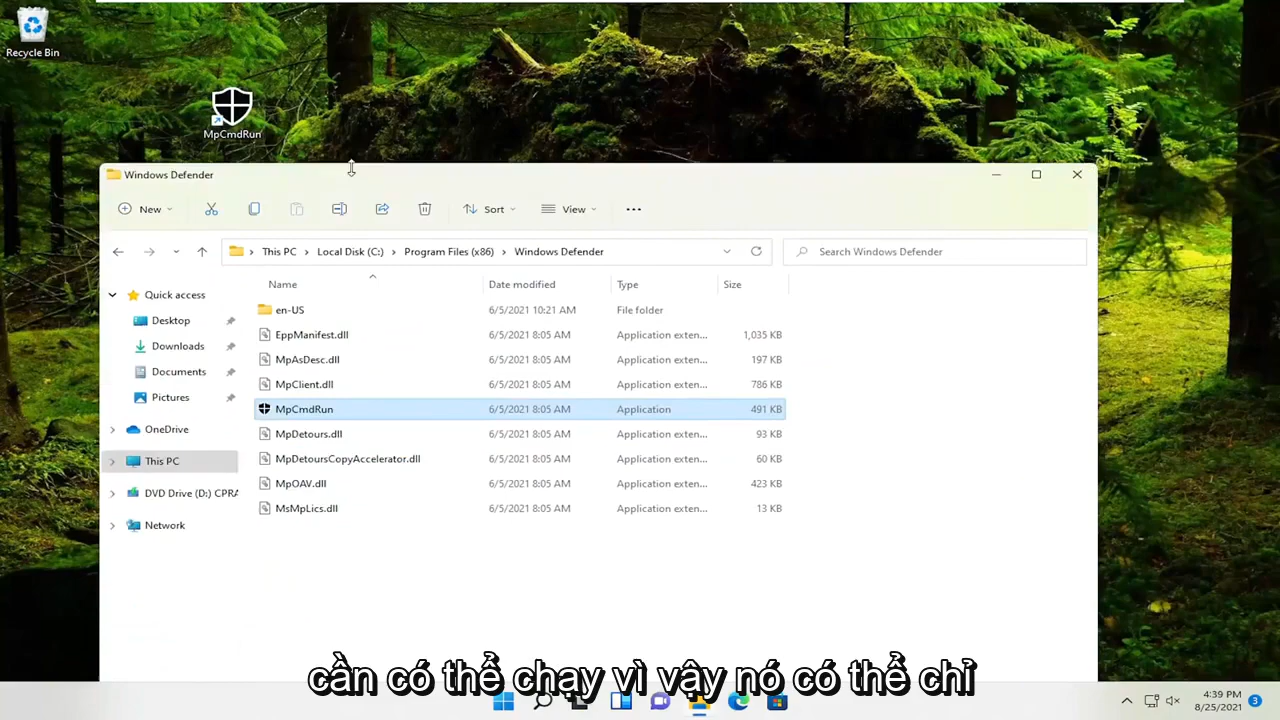 Recycle Bin
MpCmdRun
Windows Defender
New
Sort
View
This PC
Local Disk (C:)
Program Files (x86)
Windows Defender
Search Windows Defender
Name
Date modified
Type
Size
Quick access
Desktop
Downloads
Documents
Pictures
OneDrive
This PC
DVD Drive (D:) CPRA
Network
en-US 6/5/2021 10:21 AM File folder
EppManifest.dll 6/5/2021 8:05 AM Application exten... 1,035 KB
MpAsDesc.dll 6/5/2021 8:05 AM Application exten... 197 KB
MpClient.dll 6/5/2021 8:05 AM Application exten... 786 KB
MpCmdRun 6/5/2021 8:05 AM Application 491 KB
MpDetours.dll 6/5/2021 8:05 AM Application exten... 93 KB
MpDetoursCopyAccelerator.dll 6/5/2021 8:05 AM Application exten... 60 KB
MpOAV.dll 6/5/2021 8:05 AM Application exten... 423 KB
MsMpLics.dll 6/5/2021 8:05 AM Application exten... 13 KB
cần có thể chạy vì vậy nó có thể chỉ
4:39 PM
8/25/2021
3